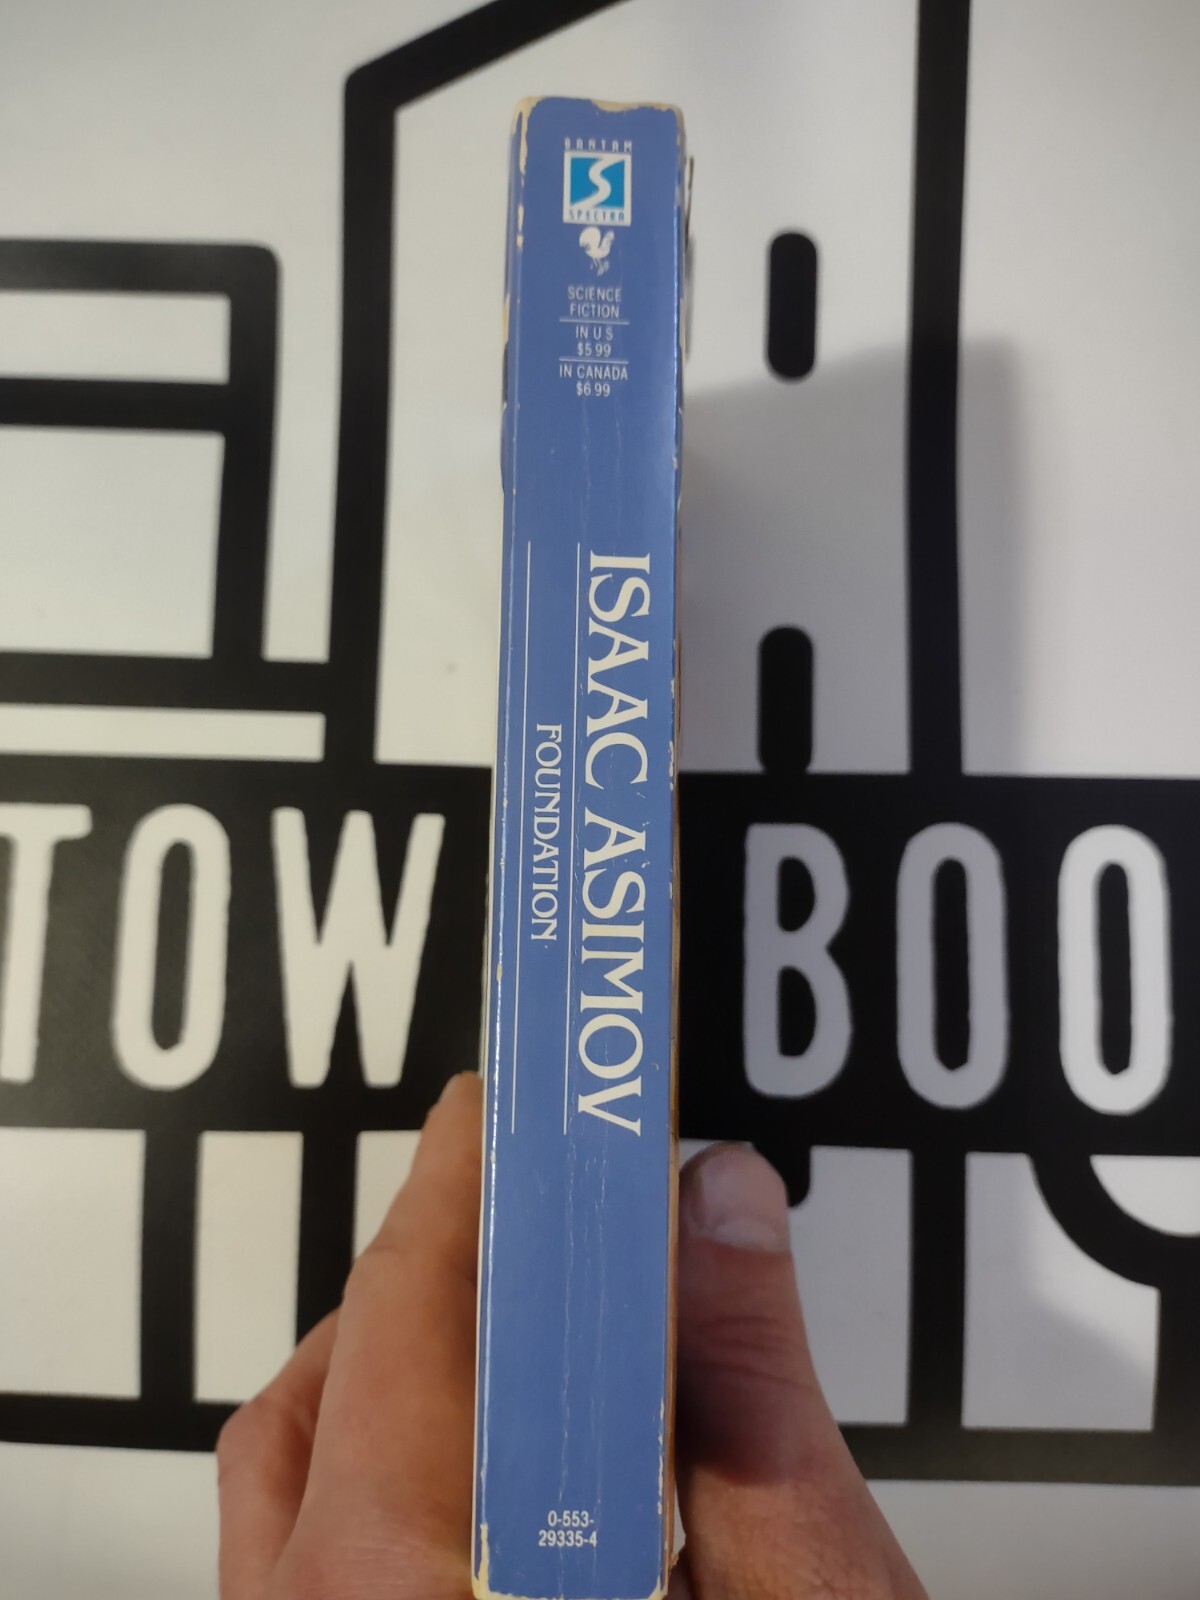 BANTAM
SPECTRA
SCIENCE
FICTION
IN U S
$5.99
IN CANADA
$6.99
ISAAC ASIMOV
FOUNDATION
0-553-
29335-4
TOW BOO